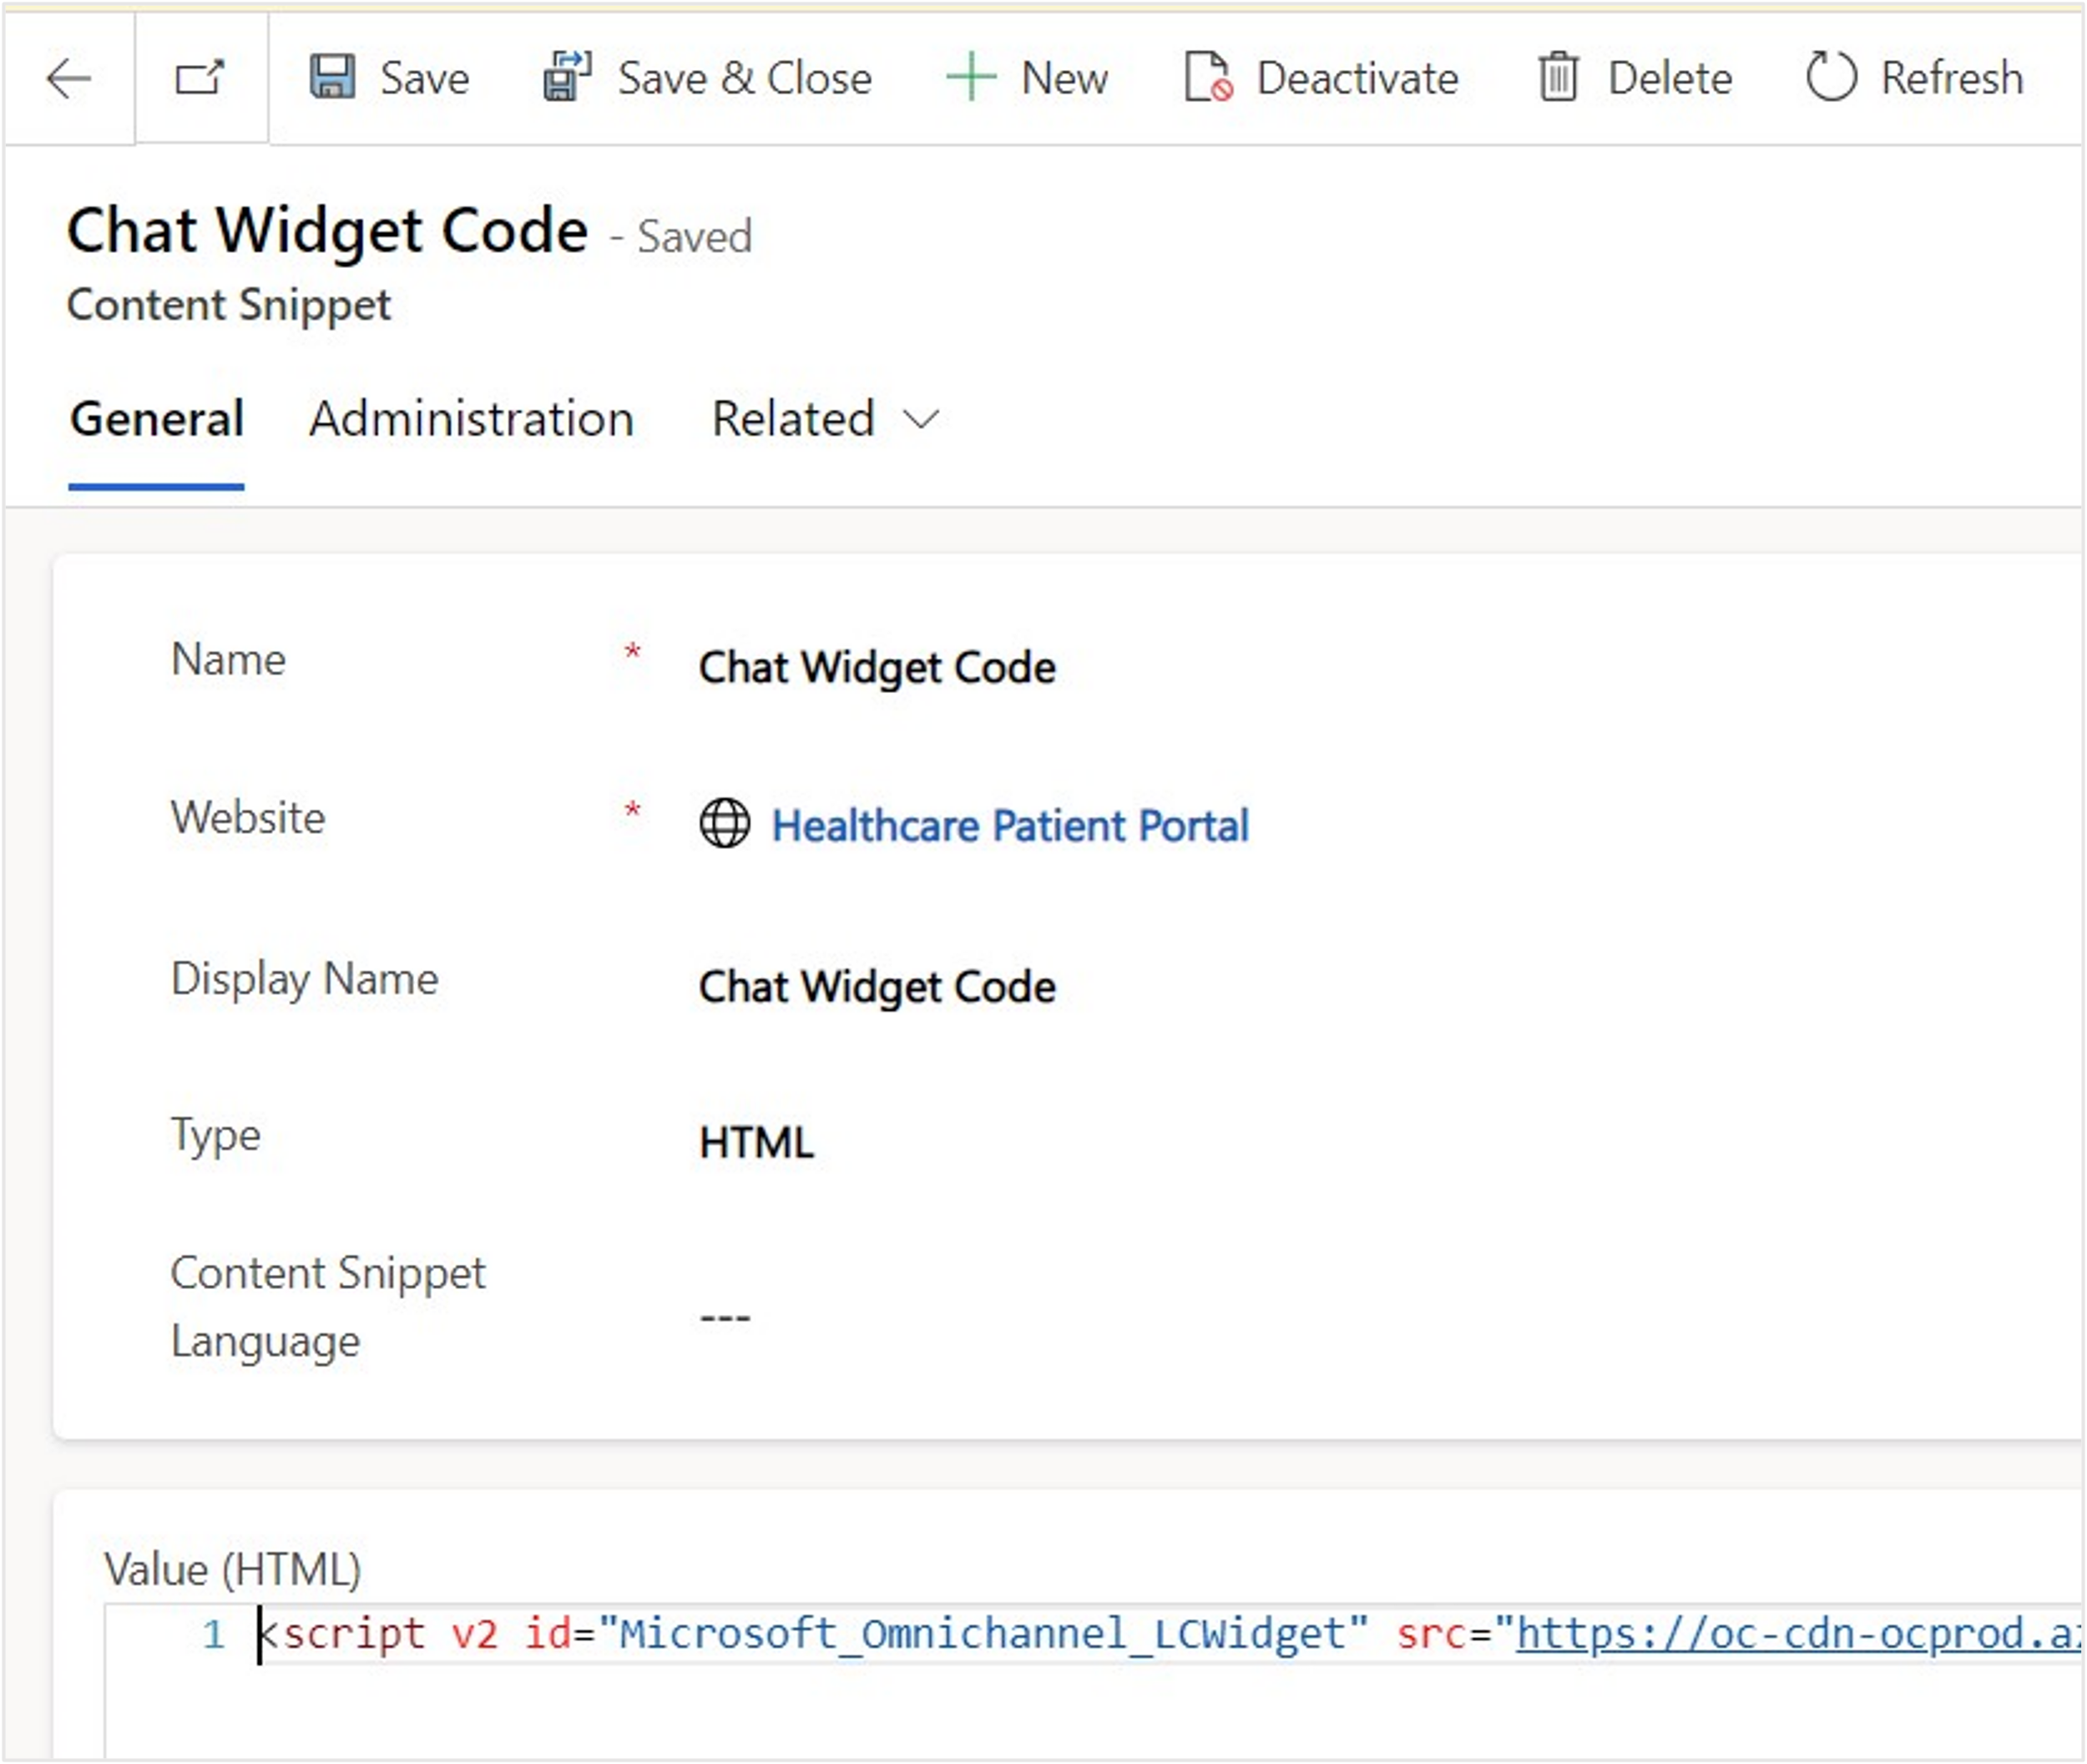 Save Save & Close New Deactivate Delete Refresh
Chat Widget Code - Saved
Content Snippet
General Administration Related
Name * Chat Widget Code
Website * Healthcare Patient Portal
Display Name Chat Widget Code
Type HTML
Content Snippet
Language ---
Value (HTML)
1 <script v2 id="Microsoft_Omnichannel_LCWidget" src="https://oc-cdn-ocprod.az